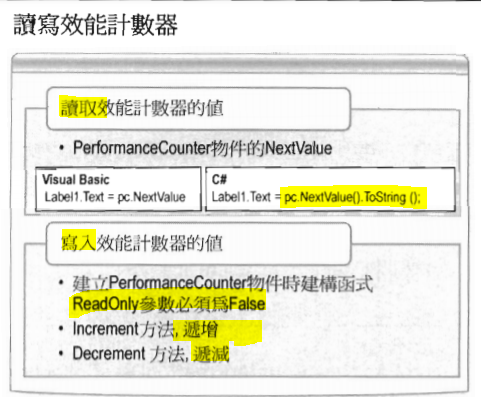 讀寫效能計數器
讀取效能計數器的值
• PerformanceCounter物件的NextValue
Visual Basic
Label1.Text = pc.NextValue
C#
Label1.Text = pc.NextValue().ToString ();
寫入效能計數器的值
• 建立PerformanceCounter物件時建構函式
ReadOnly參數必須為False
• Increment方法, 遞增
• Decrement 方法, 遞減